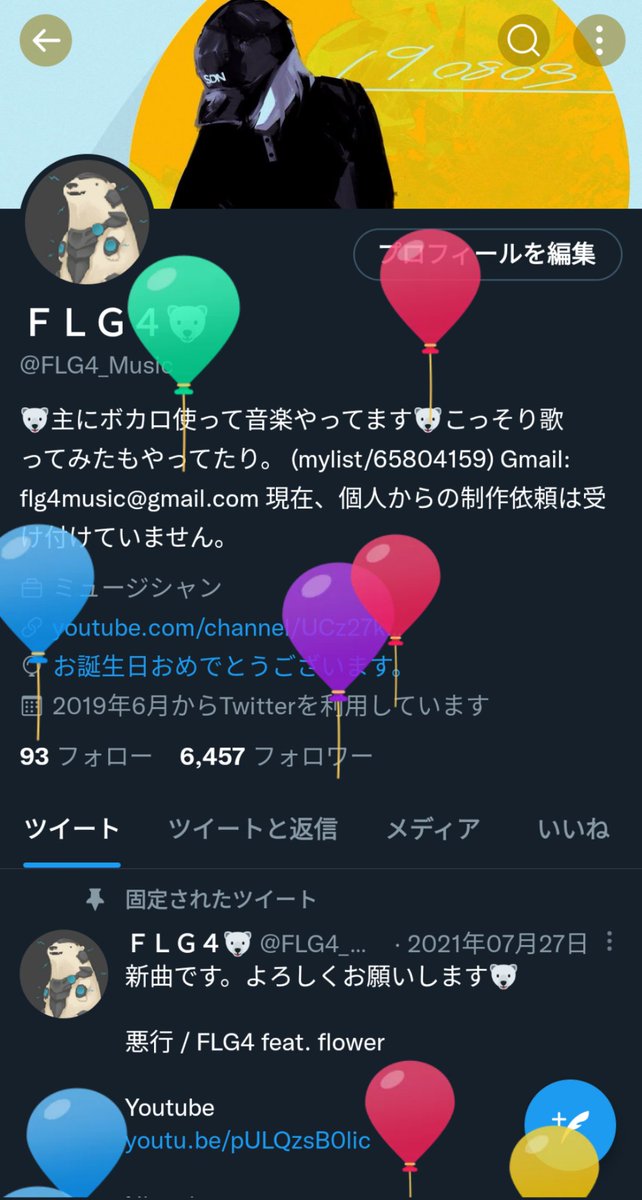 SON
19.0803
プロフィールを編集
ＦＬＧ４🐻‍❄️
@FLG4_Music
🐻‍❄️主にボカロ使って音楽やってます🐻‍❄️こっそり歌
ってみたもやってたり。 (mylist/65804159) Gmail:
flg4music@gmail.com 現在、個人からの制作依頼は受
け付けていません。
ミュージシャン
youtube.com/channel/UCz27k
お誕生日おめでとうございます。
2019年6月からTwitterを利用しています
93 フォロー 6,457 フォロワー
ツイート ツイートと返信 メディア いいね
固定されたツイート
ＦＬＧ４🐻‍❄️ @FLG4_... · 2021年07月27日
新曲です。よろしくお願いします🐻‍❄️
悪行 / FLG4 feat. flower
Youtube
youtu.be/pULQzsB0lic